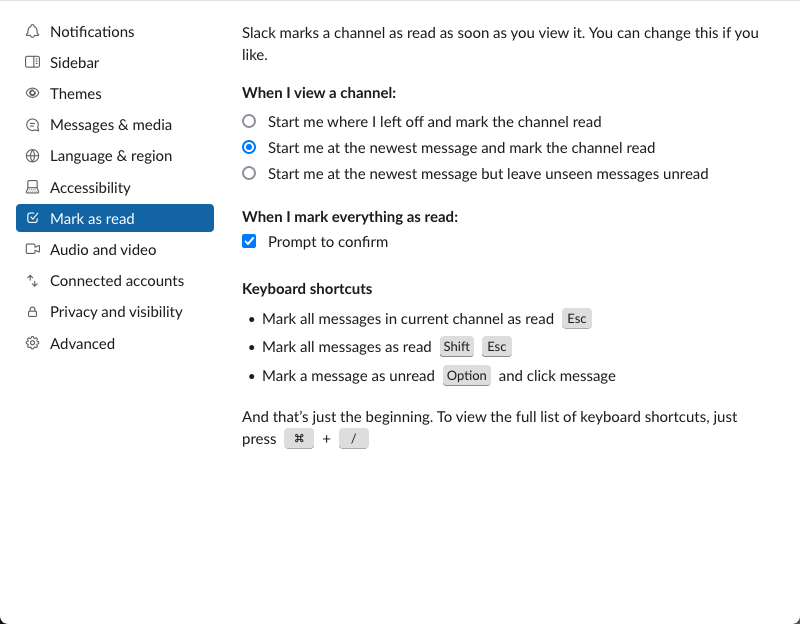 Notifications
Sidebar
Themes
Messages & media
Language & region
Accessibility
Mark as read
Audio and video
Connected accounts
Privacy and visibility
Advanced
Slack marks a channel as read as soon as you view it. You can change this if you
like.
When I view a channel:
Start me where I left off and mark the channel read
Start me at the newest message and mark the channel read
Start me at the newest message but leave unseen messages unread
When I mark everything as read:
Prompt to confirm
Keyboard shortcuts
• Mark all messages in current channel as read Esc
• Mark all messages as read Shift Esc
• Mark a message as unread Option and click message
And that’s just the beginning. To view the full list of keyboard shortcuts, just
press ⌘ + /